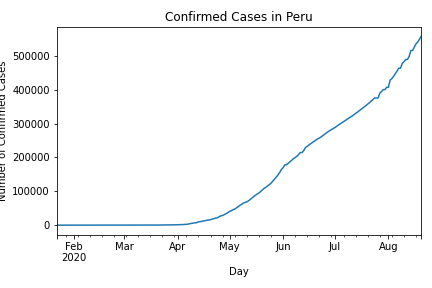 Confirmed Cases in Peru
Number of Confirmed Cases
500000
400000
300000
200000
100000
0
Feb Mar Apr May Jun Jul Aug
2020
Day